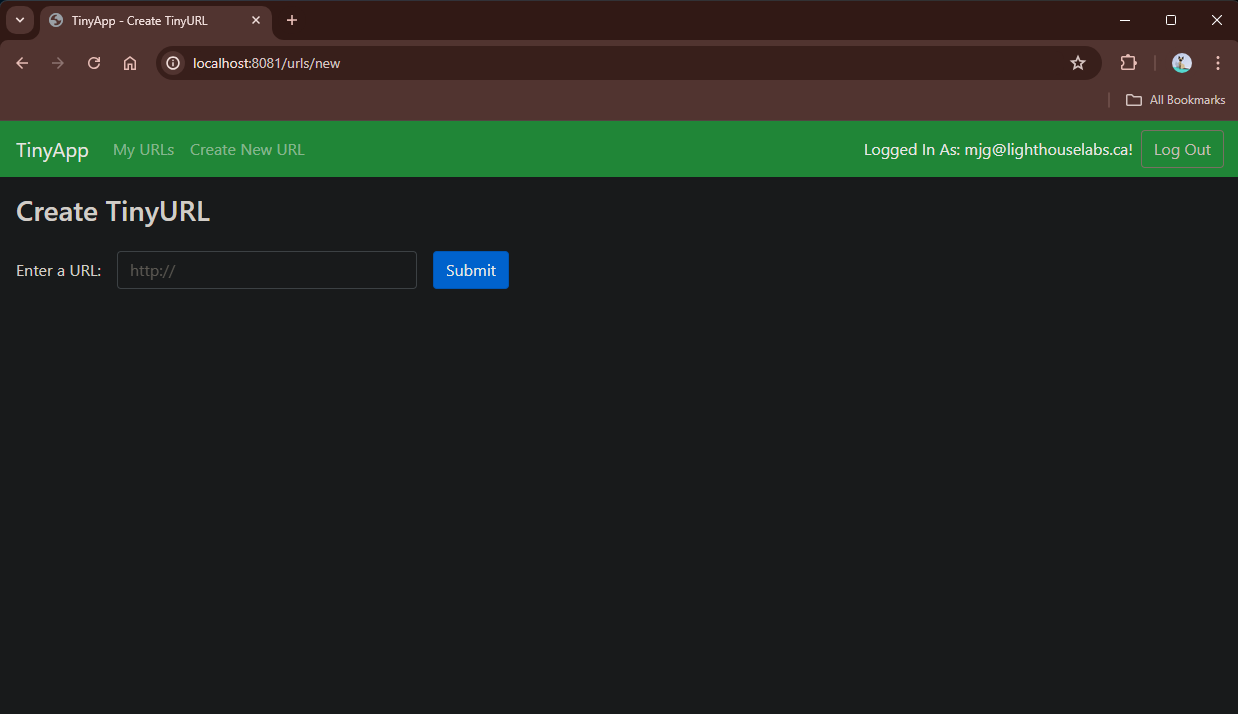 TinyApp - Create TinyURL
localhost:8081/urls/new
All Bookmarks
TinyApp My URLs Create New URL Logged In As: mjg@lighthouselabs.ca! Log Out
Create TinyURL
Enter a URL: http:// Submit